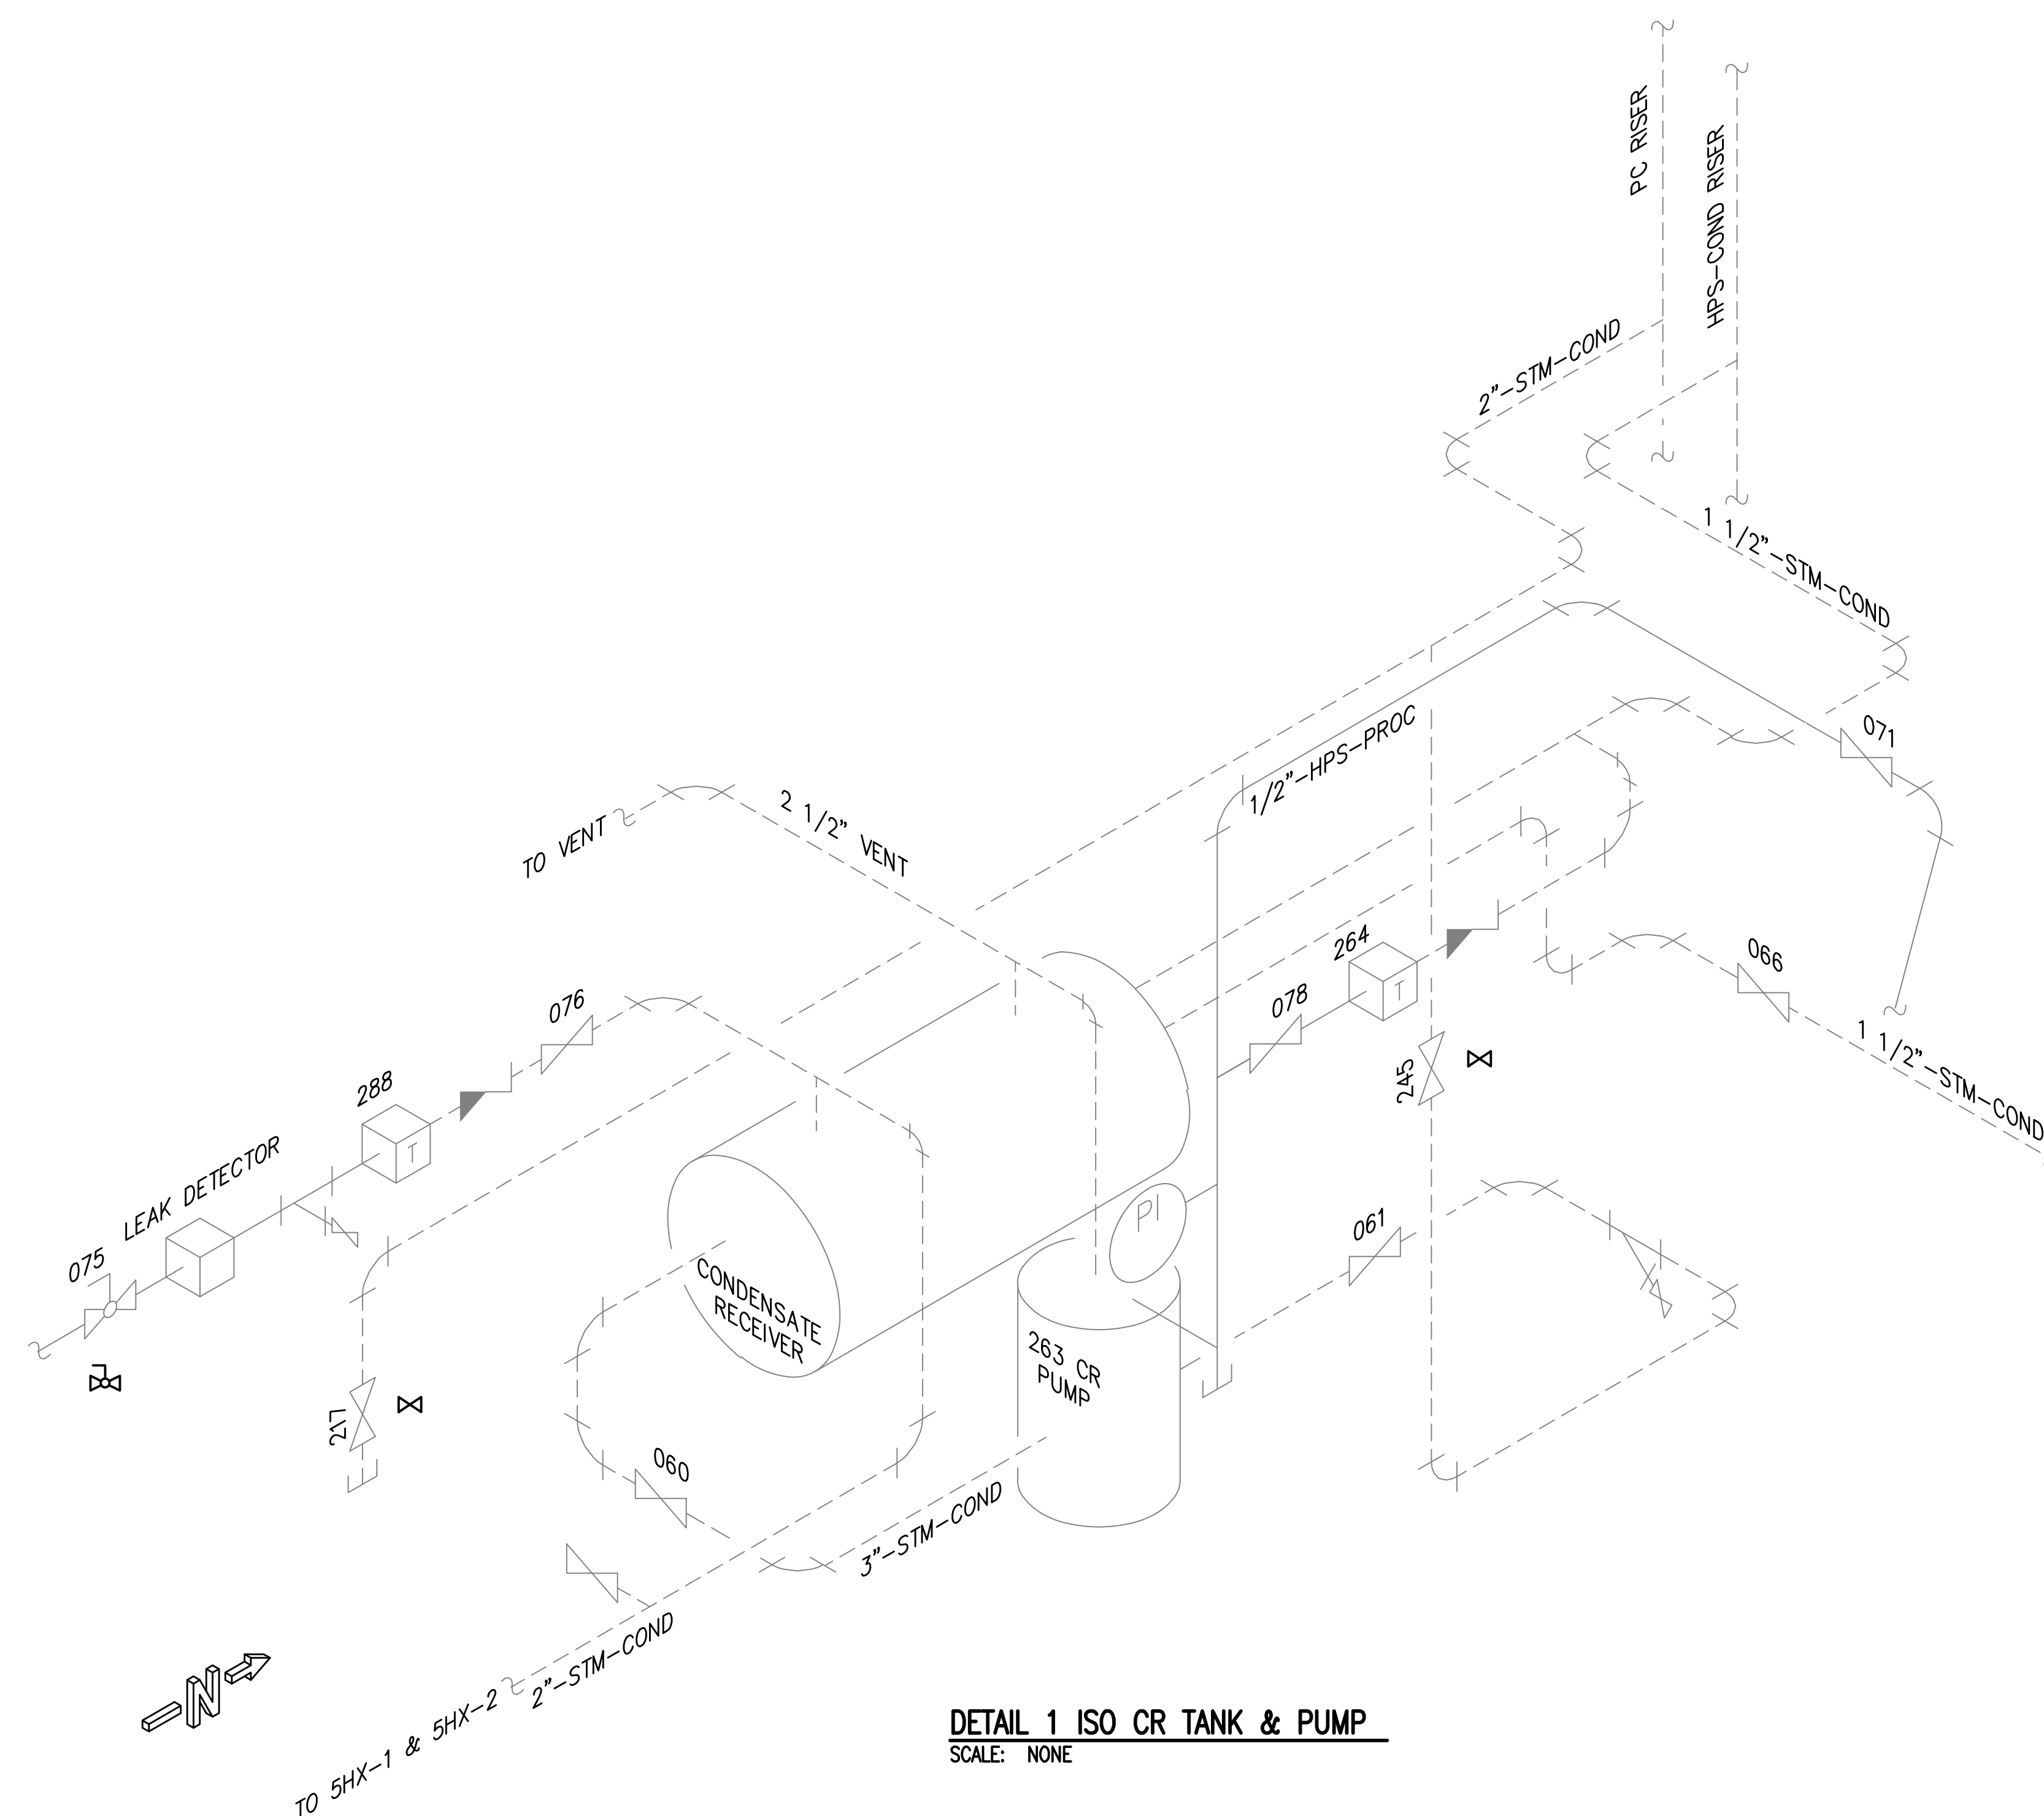 PC RISER
HPS-COND RISER
2"-STM-COND
1 1/2"-STM-COND
071
1/2"-HPS-PROC
2 1/2" VENT
TO VENT
066
1 1/2"-STM-COND
264
T
078
245
076
288
T
LEAK DETECTOR
075
PI
061
CONDENSATE
RECEIVER
263 CR
PUMP
060
3"-STM-COND
2"-STM-COND
TO 5HX-1 & 5HX-2
N
DETAIL 1 ISO CR TANK & PUMP
SCALE: NONE